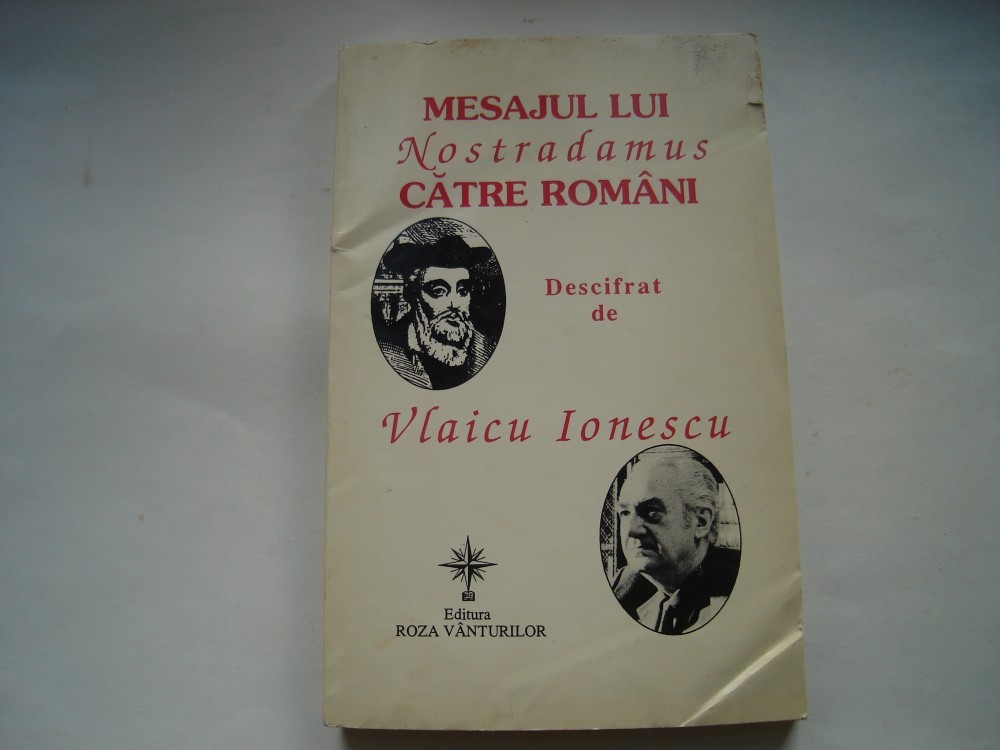 MESAJUL LUI
Nostradamus
CĂTRE ROMÂNI
Descifrat
de
Vlaicu Ionescu
Editura
ROZA VÂNTURILOR